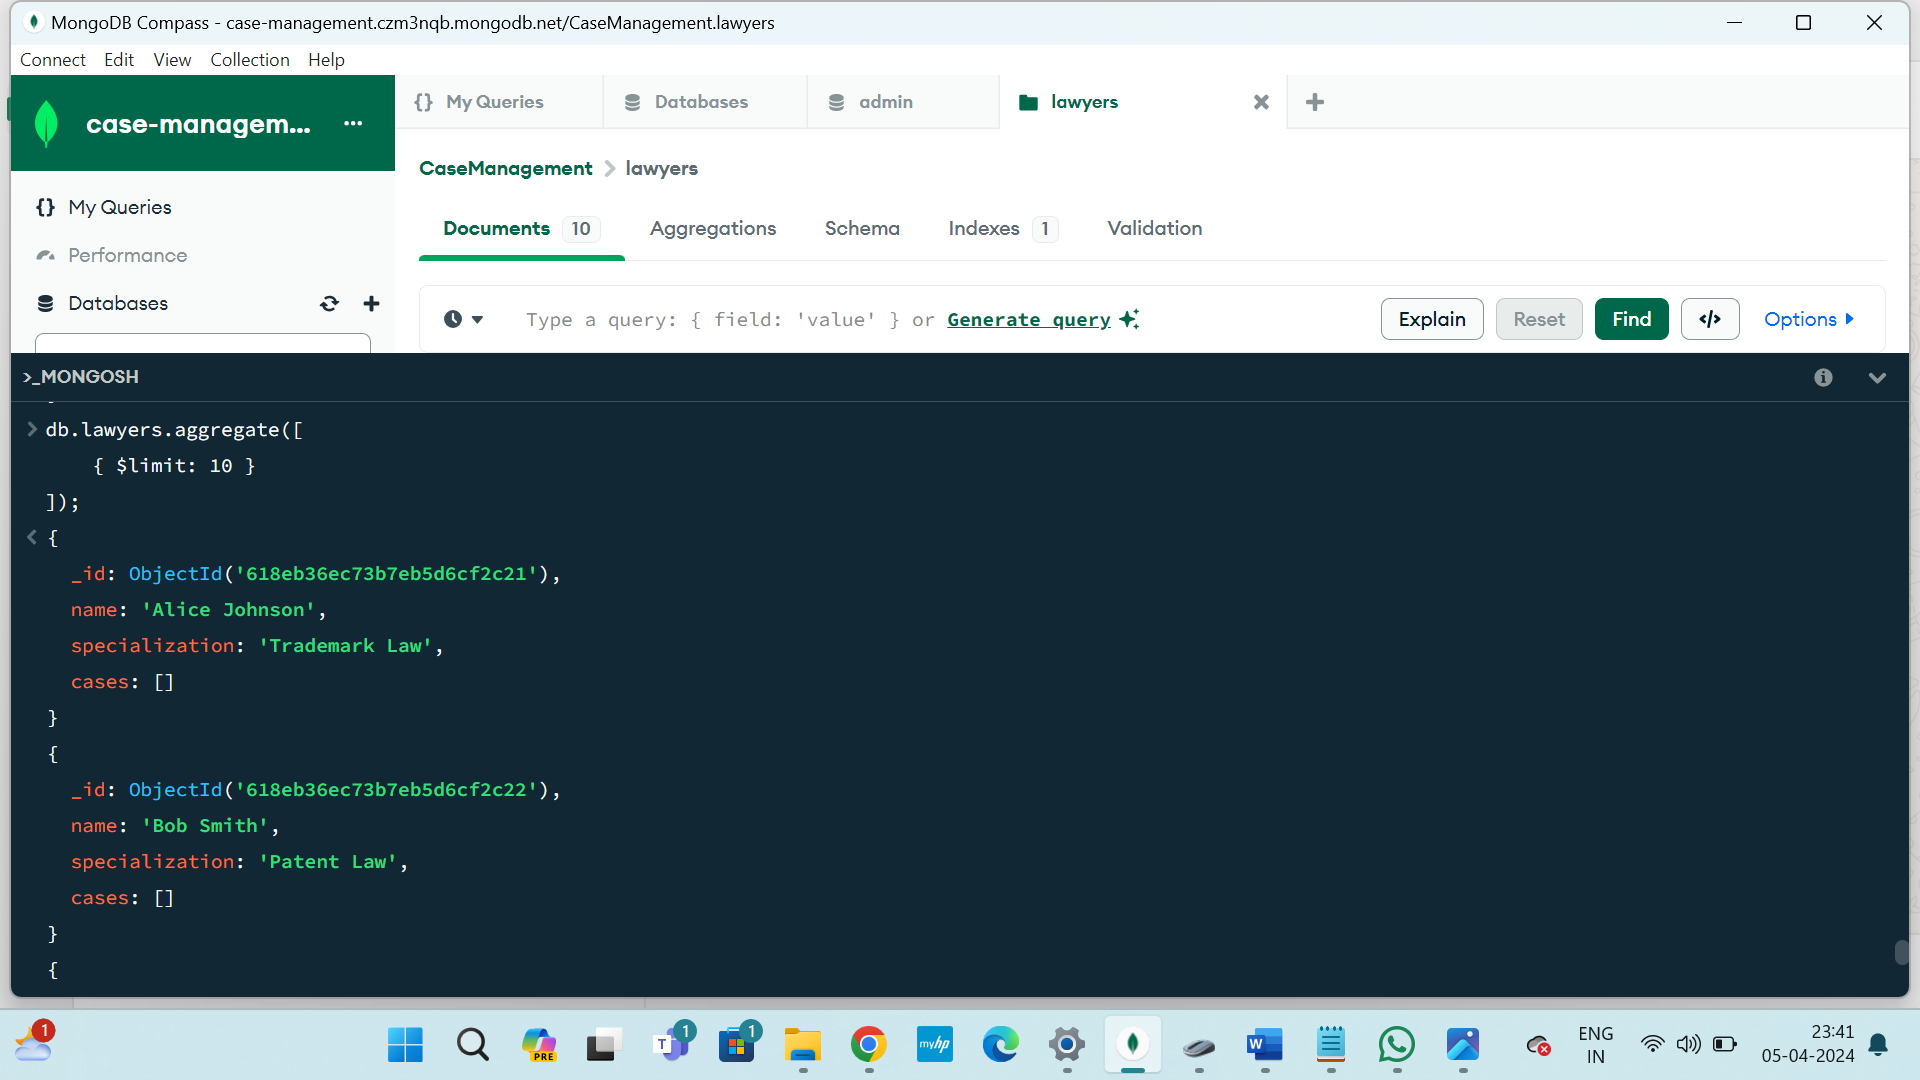 MongoDB Compass - case-management.czm3nqb.mongodb.net/CaseManagement.lawyers
Connect Edit View Collection Help
case-managem... ...
{} My Queries Databases admin lawyers
CaseManagement > lawyers
{} My Queries
Performance
Databases
Documents 10 Aggregations Schema Indexes 1 Validation
Type a query: { field: 'value' } or Generate query Explain Reset Find </> Options
>_MONGOSH
> db.lawyers.aggregate([
{ $limit: 10 }
]);
< {
_id: ObjectId('618eb36ec73b7eb5d6cf2c21'),
name: 'Alice Johnson',
specialization: 'Trademark Law',
cases: []
}
{
_id: ObjectId('618eb36ec73b7eb5d6cf2c22'),
name: 'Bob Smith',
specialization: 'Patent Law',
cases: []
}
{
1 PRE T 1 1 myhp W ENG 23:41
IN 05-04-2024